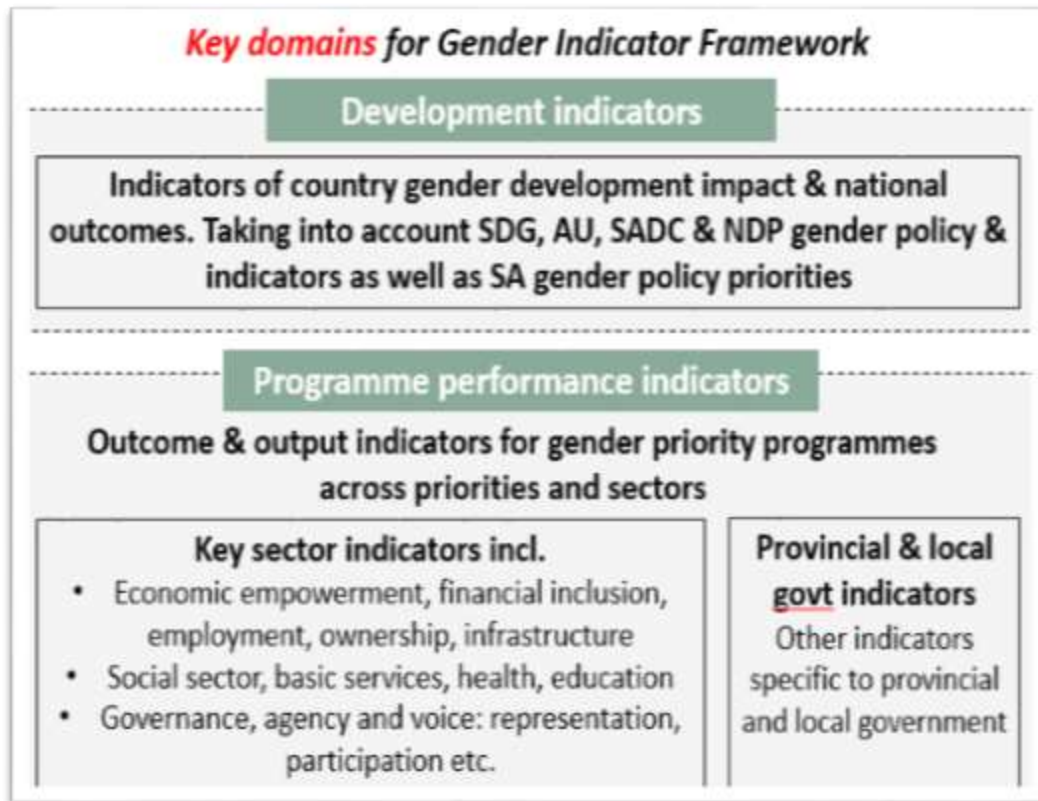 Key domains for Gender Indicator Framework
Development indicators
Indicators of country gender development impact & national
outcomes. Taking into account SDG, AU, SADC & NDP gender policy &
indicators as well as SA gender policy priorities
Programme performance indicators
Outcome & output indicators for gender priority programmes
across priorities and sectors
Key sector indicators incl.
• Economic empowerment, financial inclusion,
employment, ownership, infrastructure
• Social sector, basic services, health, education
• Governance, agency and voice: representation,
participation etc.
Provincial & local
govt indicators
Other indicators
specific to provincial
and local government